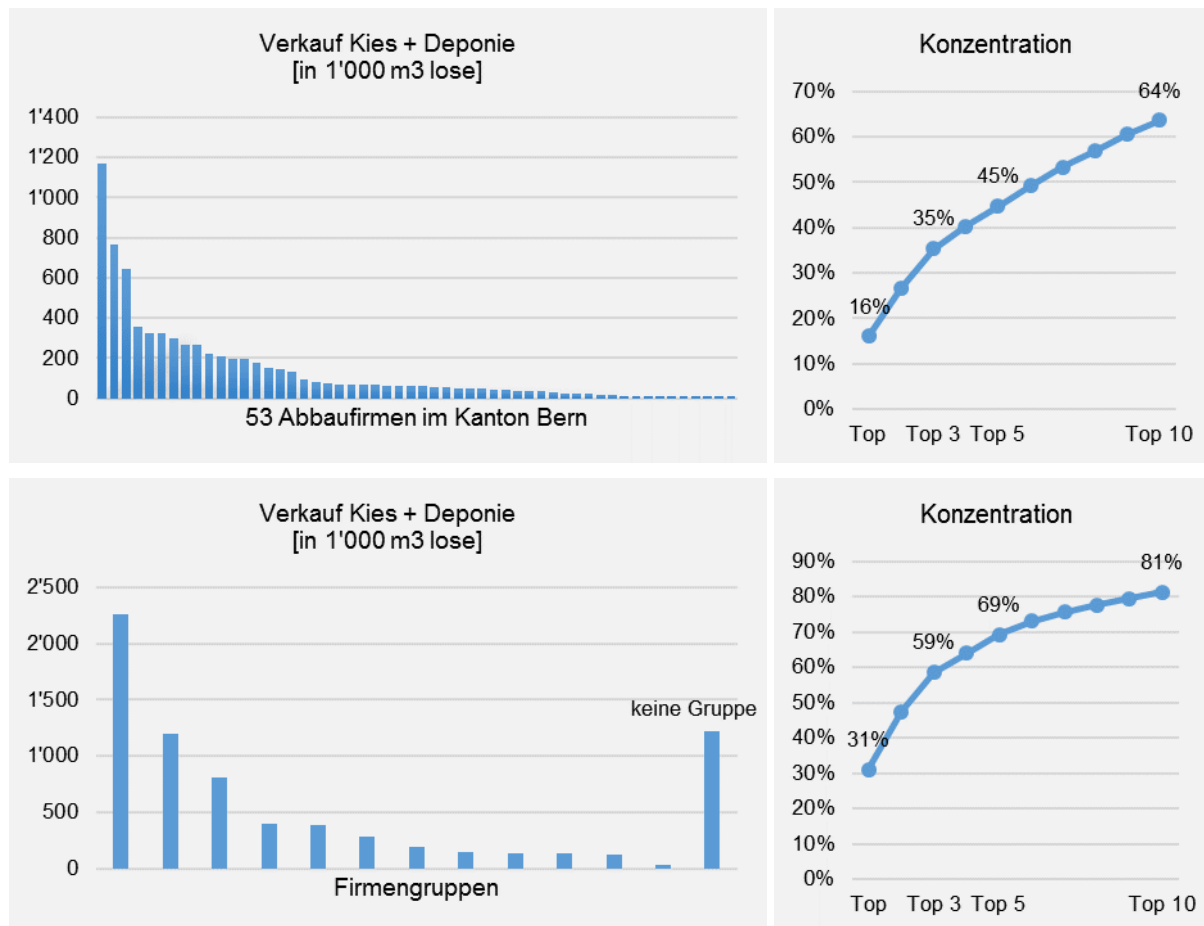 Verkauf Kies + Deponie
[in 1'000 m3 lose]
1'400
1'200
1'000
800
600
400
200
0
53 Abbaufirmen im Kanton Bern
Konzentration
70%
60%
50%
40%
30%
20%
10%
0%
16%
35%
45%
64%
Top
Top 3
Top 5
Top 10
Verkauf Kies + Deponie
[in 1'000 m3 lose]
2'500
2'000
1'500
1'000
500
0
keine Gruppe
Firmengruppen
Konzentration
90%
80%
70%
60%
50%
40%
30%
20%
10%
0%
31%
59%
69%
81%
Top
Top 3
Top 5
Top 10